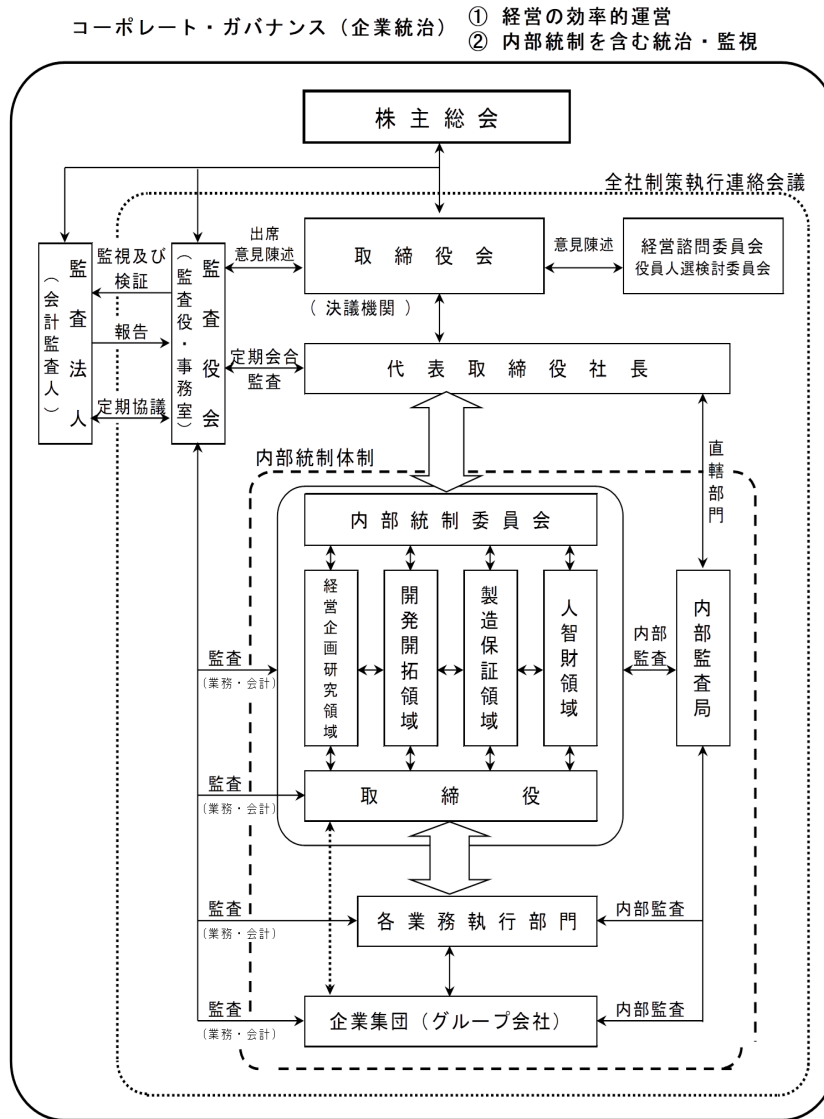 コーポレート・ガバナンス（企業統治）
① 経営の効率的運営
② 内部統制を含む統治・監視
株主総会
全社制策執行連絡会議
監査法人
（会計監査人）
監視及び
検証
報告
定期協議
監査役会
（監査役・事務室）
出席
意見陳述
取締役会
（決議機関）
意見陳述
経営諮問委員会
役員人選検討委員会
定期会合
監査
代表取締役社長
直轄部門
内部統制体制
内部統制委員会
経営企画研究領域
開発開拓領域
製造保証領域
人智財領域
内部
監査
内部監査局
監査
（業務・会計）
監査
（業務・会計）
取締役
監査
（業務・会計）
各業務執行部門
内部監査
監査
（業務・会計）
企業集団（グループ会社）
内部監査